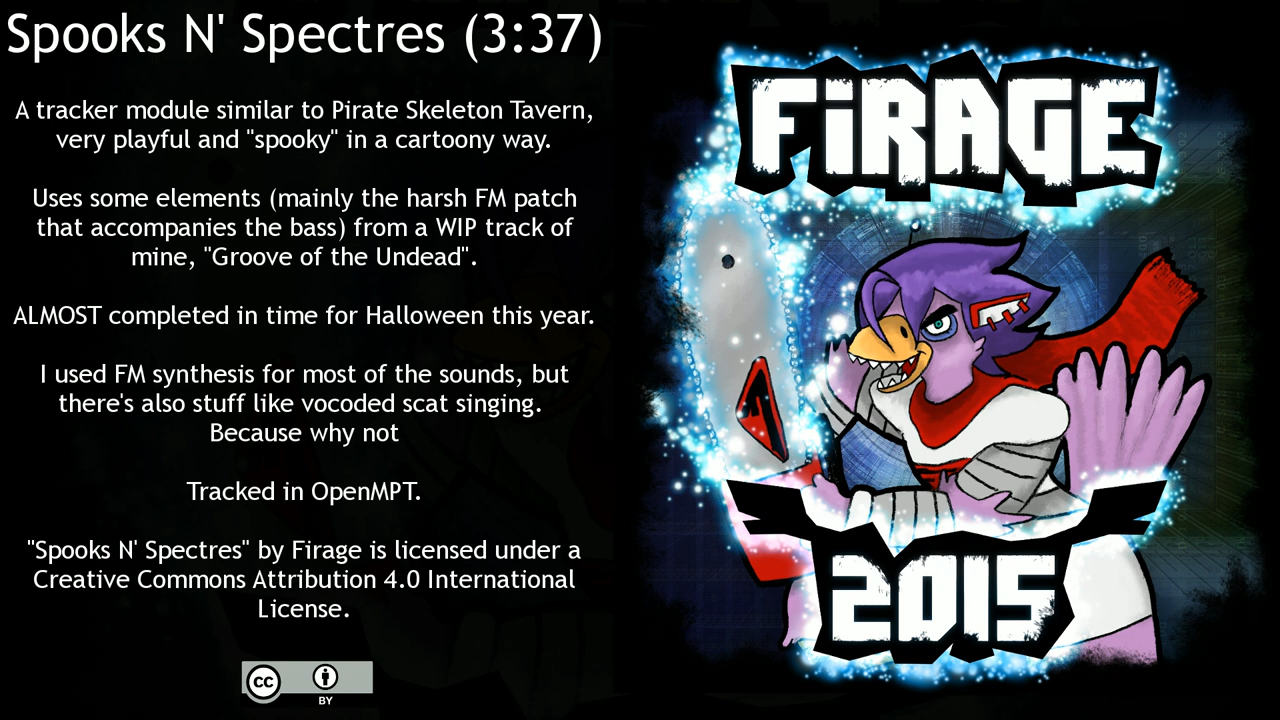 Spooks N' Spectres (3:37)
A tracker module similar to Pirate Skeleton Tavern,
very playful and "spooky" in a cartoony way.
Uses some elements (mainly the harsh FM patch
that accompanies the bass) from a WIP track of
mine, "Groove of the Undead".
ALMOST completed in time for Halloween this year.
I used FM synthesis for most of the sounds, but
there's also stuff like vocoded scat singing.
Because why not
Tracked in OpenMPT.
"Spooks N' Spectres" by Firage is licensed under a
Creative Commons Attribution 4.0 International
License.
cc
BY
FiRAGE
2015